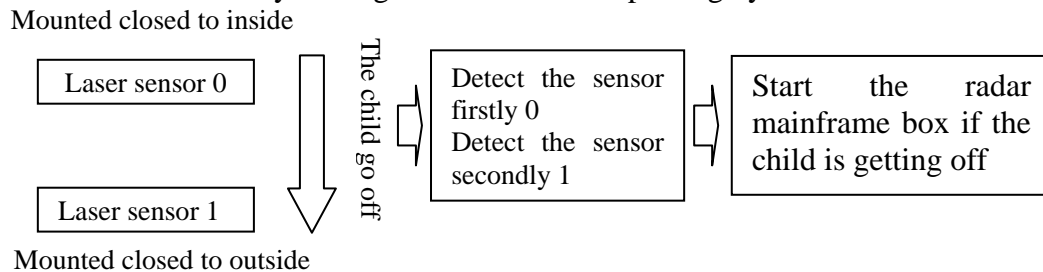 Mounted closed to inside
Laser sensor 0
The child go off
Detect the sensor
firstly 0
Detect the sensor
secondly 1
Start the radar
mainframe box if the
child is getting off
Laser sensor 1
Mounted closed to outside